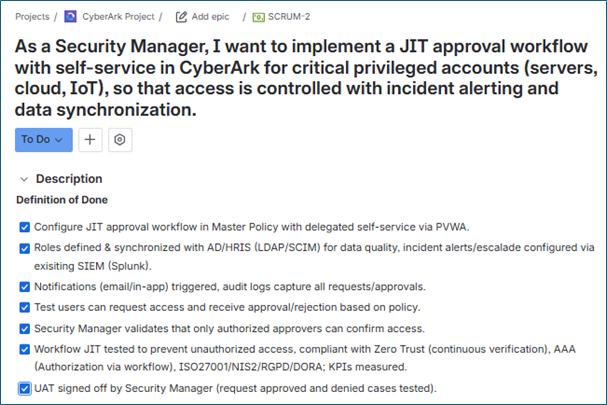 Projects / CyberArk Project / Add epic / SCRUM-2
As a Security Manager, I want to implement a JIT approval workflow
with self-service in CyberArk for critical privileged accounts (servers,
cloud, IoT), so that access is controlled with incident alerting and
data synchronization.
To Do
Description
Definition of Done
Configure JIT approval workflow in Master Policy with delegated self-service via PVWA.
Roles defined & synchronized with AD/HRIS (LDAP/SCIM) for data quality, incident alerts/escalade configured via
exisiting SIEM (Splunk).
Notifications (email/in-app) triggered, audit logs capture all requests/approvals.
Test users can request access and receive approval/rejection based on policy.
Security Manager validates that only authorized approvers can confirm access.
Workflow JIT tested to prevent unauthorized access, compliant with Zero Trust (continuous verification), AAA
(Authorization via workflow), ISO27001/NIS2/RGPD/DORA; KPIs measured.
UAT signed off by Security Manager (request approved and denied cases tested).